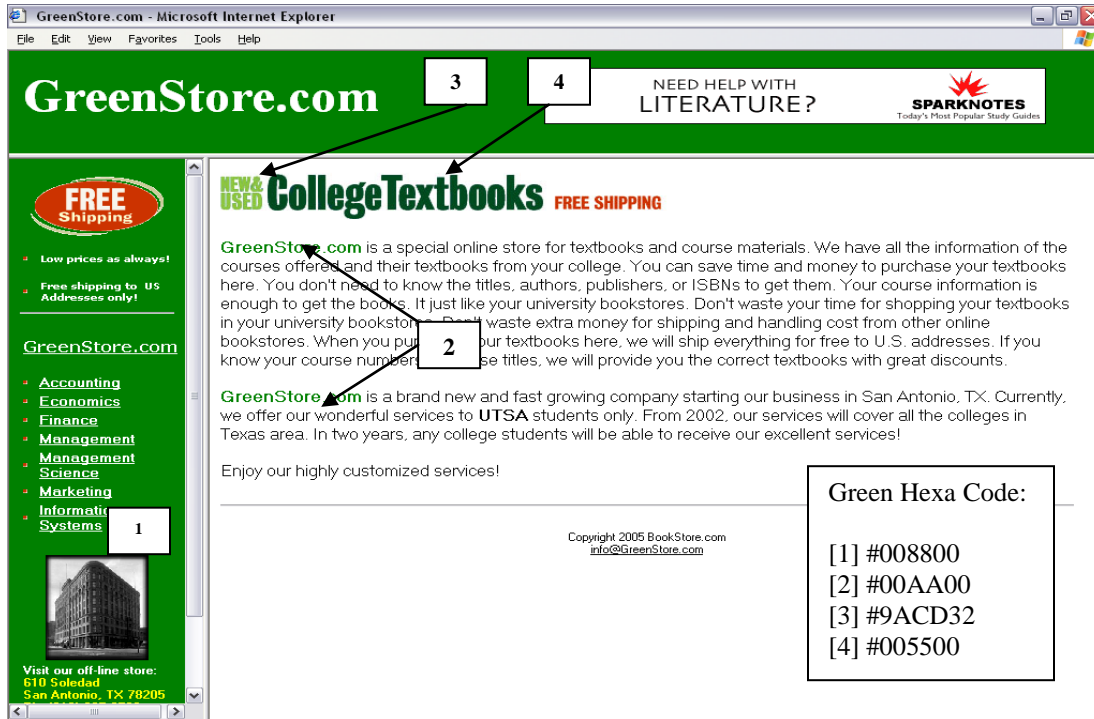 GreenStore.com - Microsoft Internet Explorer
File Edit View Favorites Tools Help
GreenStore.com
3
4
NEED HELP WITH
LITERATURE?
SPARKNOTES
Today's Most Popular Study Guides
FREE
Shipping
Low prices as always!
Free shipping to US
Addresses only!
GreenStore.com
Accounting
Economics
Finance
Management
Management
Science
Marketing
Systems
1
Visit our off-line store:
610 Soledad
San Antonio, TX 78205
NEW&
USED
College Textbooks FREE SHIPPING
GreenStore.com is a special online store for textbooks and course materials. We have all the information of the
courses offered and their textbooks from your college. You can save time and money to purchase your textbooks
here. You don't need to know the titles, authors, publishers, or ISBNs to get them. Your course information is
enough to get the books. It just like your university bookstores. Don't waste your time for shopping your textbooks
in your university bookstores. Don't waste extra money for shipping and handling cost from other online
bookstores. When you textbooks here, we will ship everything for free to U.S. addresses. If you
know your course titles, we will provide you the correct textbooks with great discounts.
2
GreenStore.com is a brand new and fast growing company starting our business in San Antonio, TX. Currently,
we offer our wonderful services to UTSA students only. From 2002, our services will cover all the colleges in
Texas area. In two years, any college students will be able to receive our excellent services!
Enjoy our highly customized services!
Copyright 2005 BookStore.com
info@GreenStore.com
Green Hexa Code:
[1] #008800
[2] #00AA00
[3] #9ACD32
[4] #005500